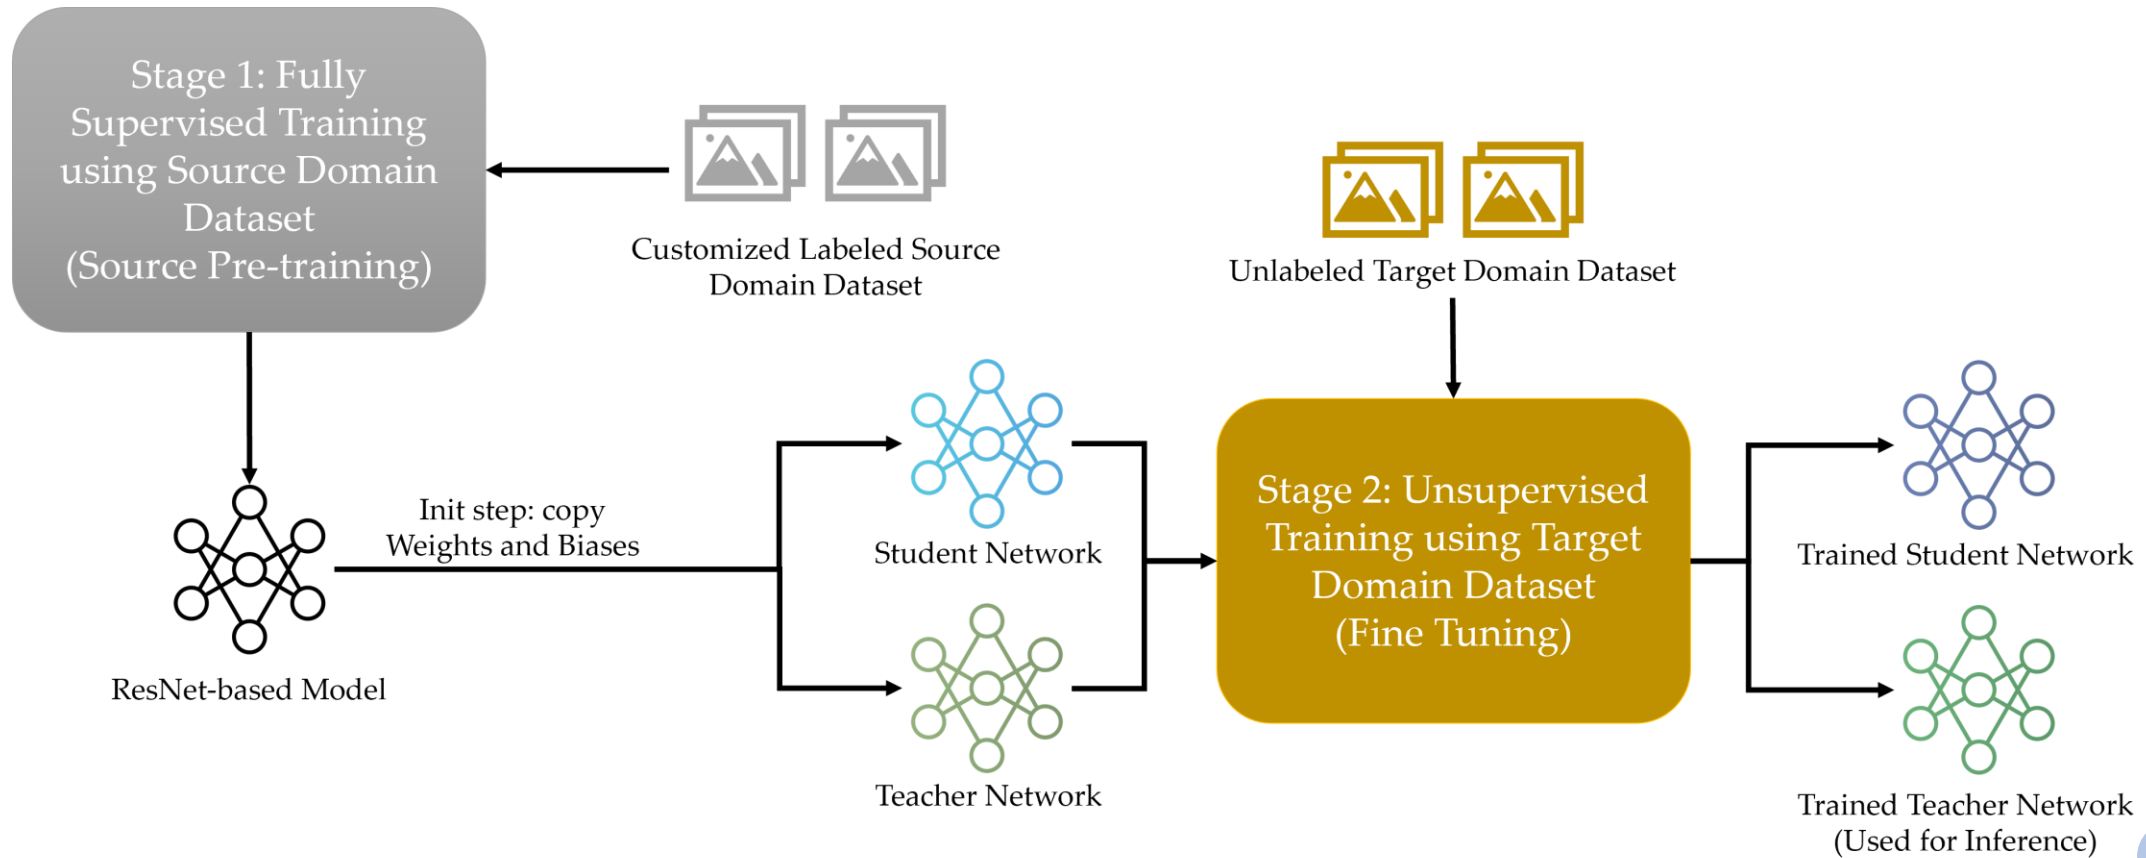 Stage 1: Fully
Supervised Training
using Source Domain
Dataset
(Source Pre-training)
Customized Labeled Source
Domain Dataset
Unlabeled Target Domain Dataset
Init step: copy
Weights and Biases
ResNet-based Model
Student Network
Teacher Network
Stage 2: Unsupervised
Training using Target
Domain Dataset
(Fine Tuning)
Trained Student Network
Trained Teacher Network
(Used for Inference)